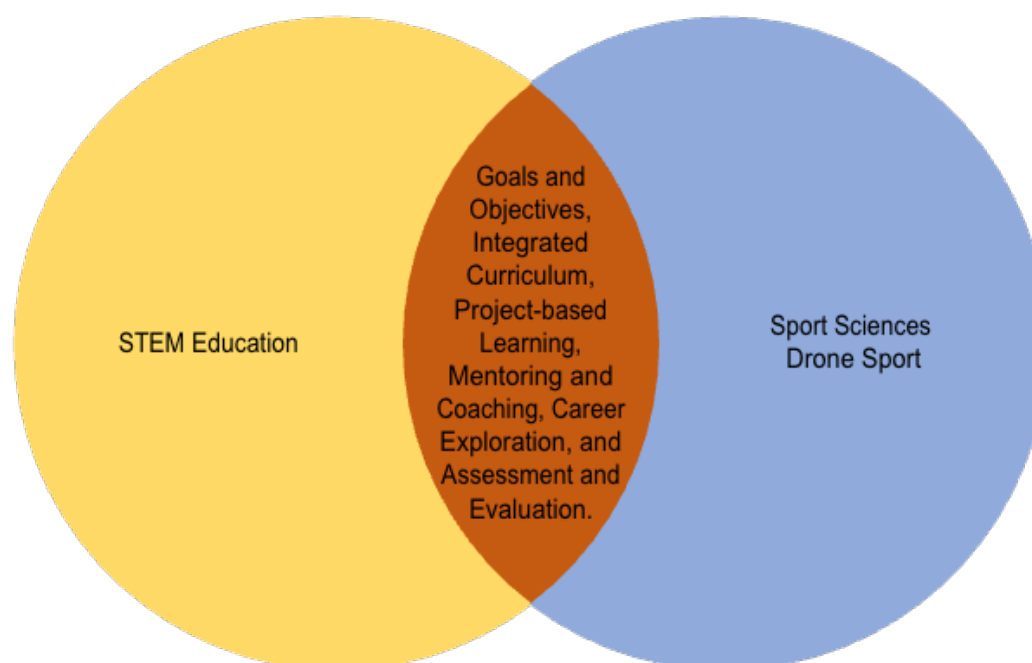 STEM Education
Goals and
Objectives,
Integrated
Curriculum,
Project-based
Learning,
Mentoring and
Coaching, Career
Exploration, and
Assessment and
Evaluation.
Sport Sciences
Drone Sport